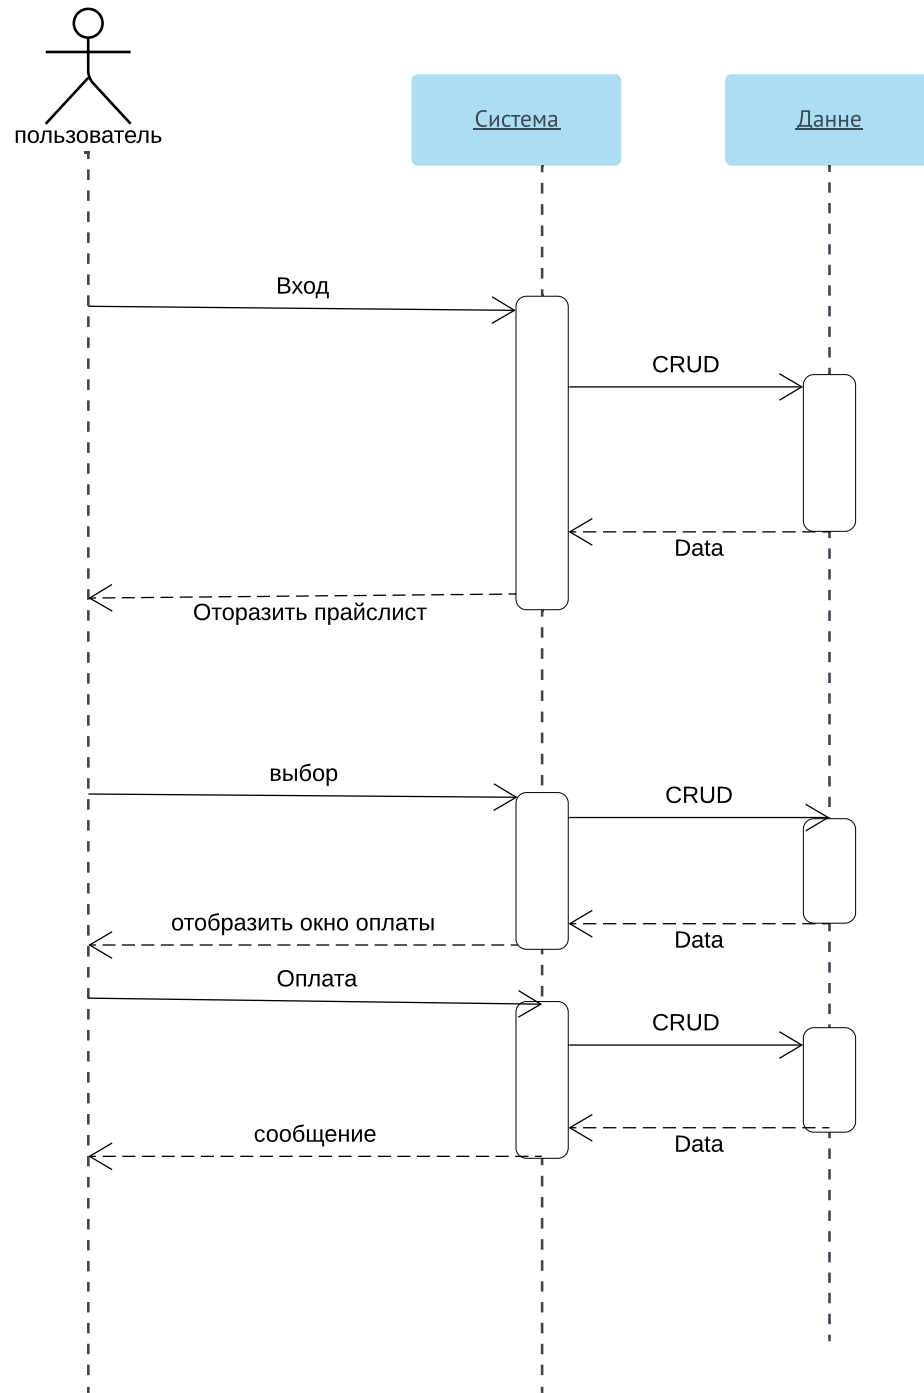 пользователь
Система
Данне
Вход
CRUD
Data
Оторазить прайслист
выбор
CRUD
отобразить окно оплаты
Data
Оплата
CRUD
сообщение
Data